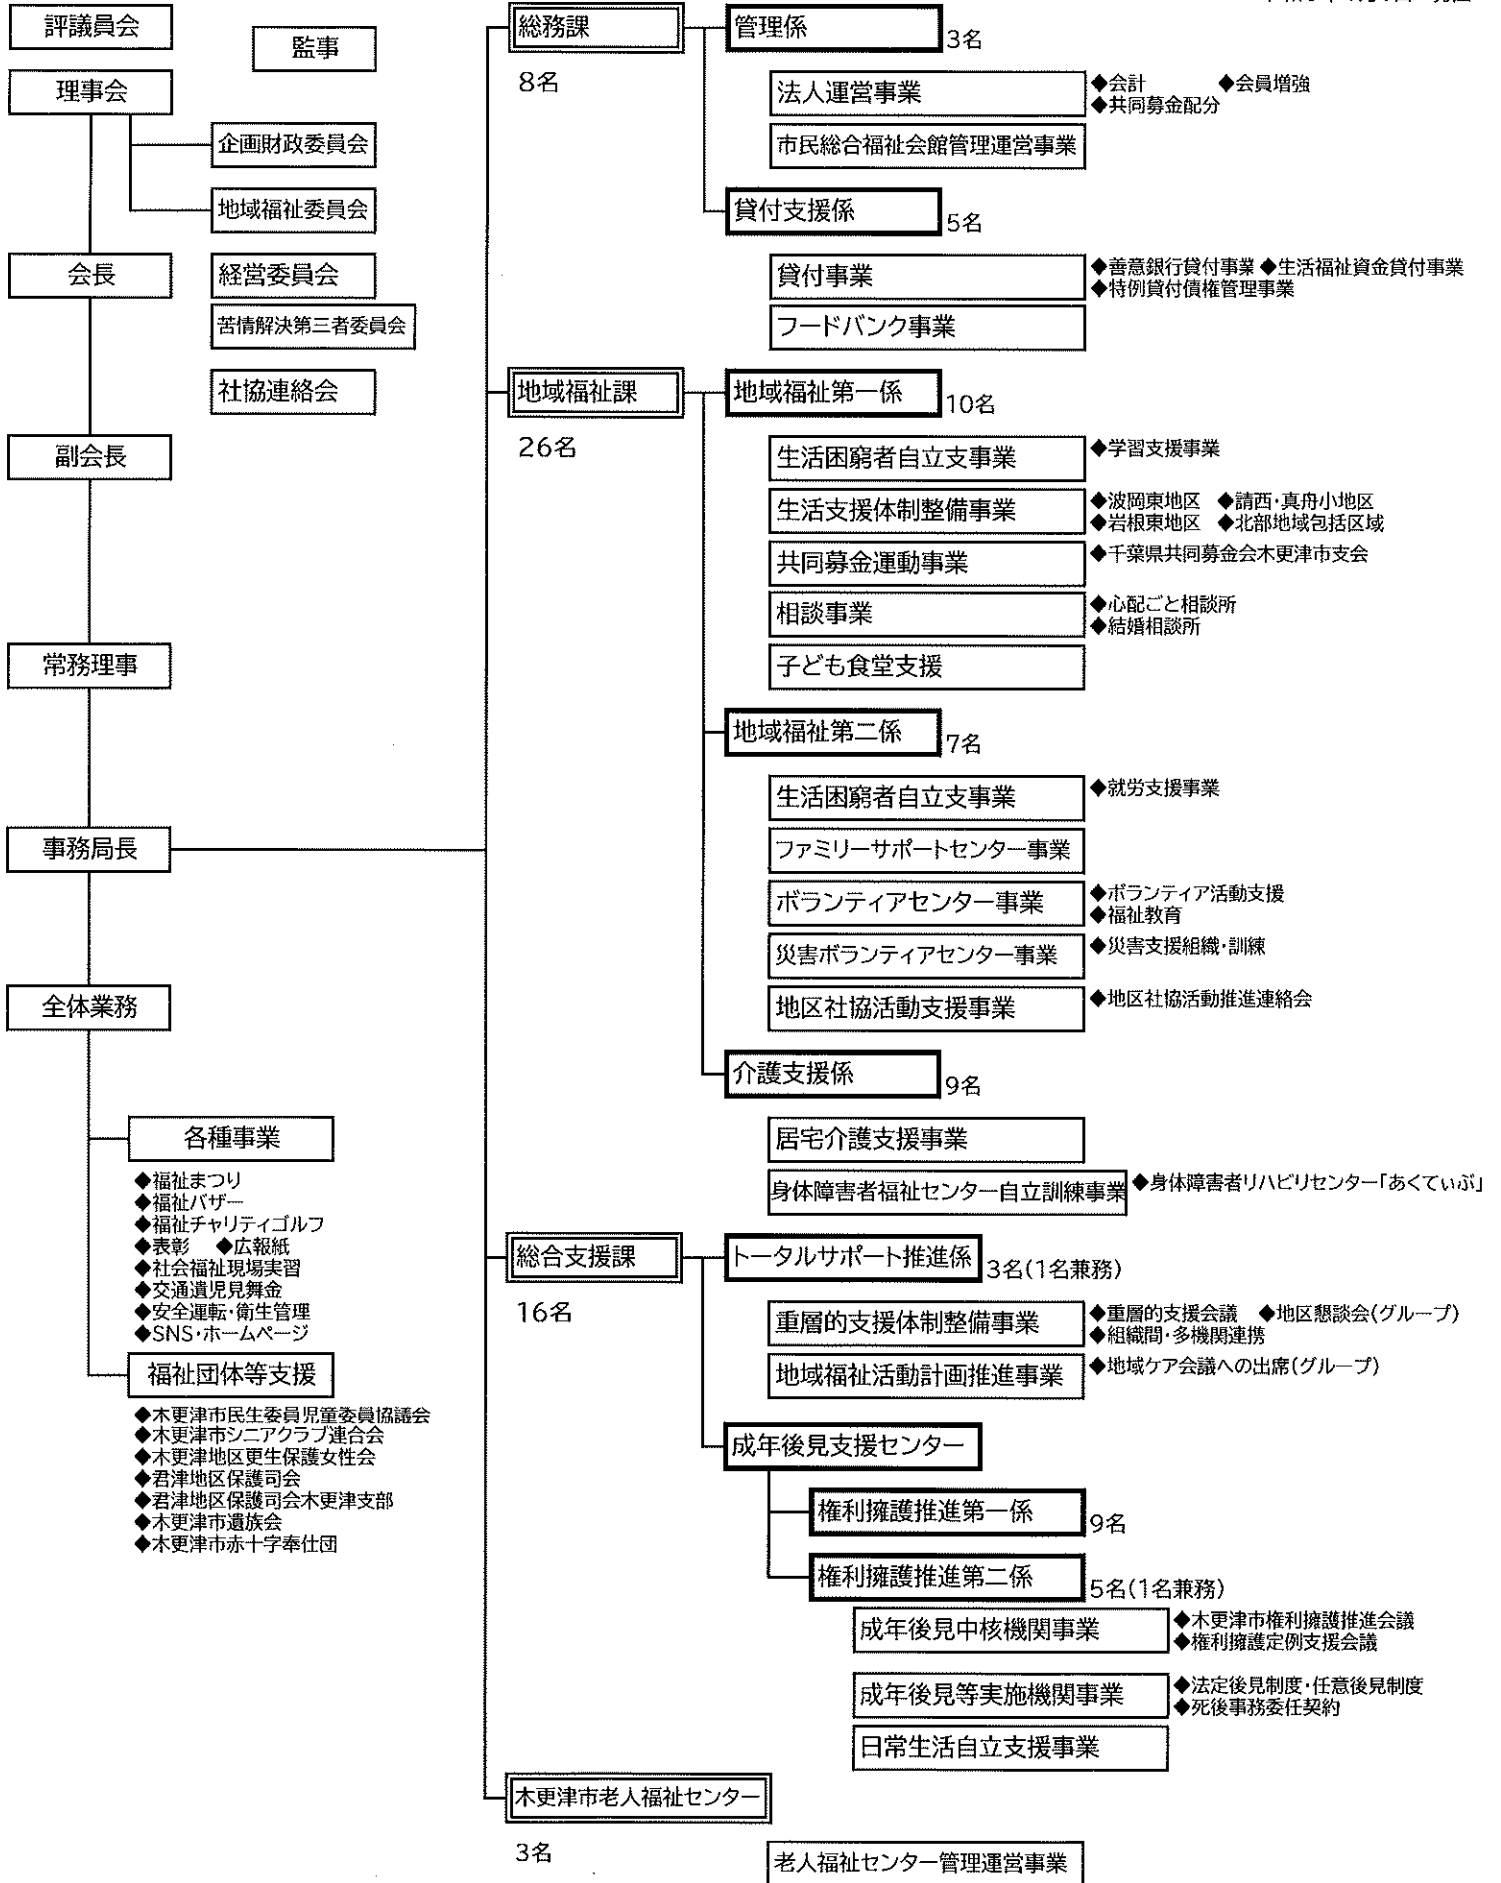 評議員会
監事
理事会
企画財政委員会
地域福祉委員会
会長
経営委員会
苦情解決第三者委員会
社協連絡会
副会長
常務理事
事務局長
全体業務
各種事業
◆福祉まつり
◆福祉バザー
◆福祉チャリティゴルフ
◆表彰 ◆広報紙
◆社会福祉現場実習
◆交通遺児見舞金
◆安全運転・衛生管理
◆SNS・ホームページ
福祉団体等支援
◆木更津市民生委員児童委員協議会
◆木更津市シニアクラブ連合会
◆木更津地区更生保護女性会
◆君津地区保護司会
◆君津地区保護司会木更津支部
◆木更津市遺族会
◆木更津市赤十字奉仕団
総務課
8名
管理係
3名
法人運営事業
◆会計 ◆会員増強
◆共同募金配分
市民総合福祉会館管理運営事業
貸付支援係
5名
貸付事業
◆善意銀行貸付事業 ◆生活福祉資金貸付事業
◆特例貸付債権管理事業
フードバンク事業
地域福祉課
26名
地域福祉第一係
10名
生活困窮者自立支事業
◆学習支援事業
生活支援体制整備事業
◆波岡東地区 ◆請西・真舟小地区
◆岩根東地区 ◆北部地域包括区域
共同募金運動事業
◆千葉県共同募金会木更津市支会
相談事業
◆心配ごと相談所
◆結婚相談所
子ども食堂支援
地域福祉第二係
7名
生活困窮者自立支事業
◆就労支援事業
ファミリーサポートセンター事業
ボランティアセンター事業
◆ボランティア活動支援
◆福祉教育
災害ボランティアセンター事業
◆災害支援組織・訓練
地区社協活動支援事業
◆地区社協活動推進連絡会
介護支援係
9名
居宅介護支援事業
身体障害者福祉センター自立訓練事業
◆身体障害者リハビリセンター「あくてぃぶ」
総合支援課
16名
トータルサポート推進係
3名(1名兼務)
重層的支援体制整備事業
◆重層的支援会議 ◆地区懇談会(グループ)
◆組織間・多機関連携
地域福祉活動計画推進事業
◆地域ケア会議への出席(グループ)
成年後見支援センター
権利擁護推進第一係
9名
権利擁護推進第二係
5名(1名兼務)
成年後見中核機関事業
◆木更津市権利擁護推進会議
◆権利擁護定例支援会議
成年後見等実施機関事業
◆法定後見制度・任意後見制度
◆死後事務委任契約
日常生活自立支援事業
木更津市老人福祉センター
3名
老人福祉センター管理運営事業